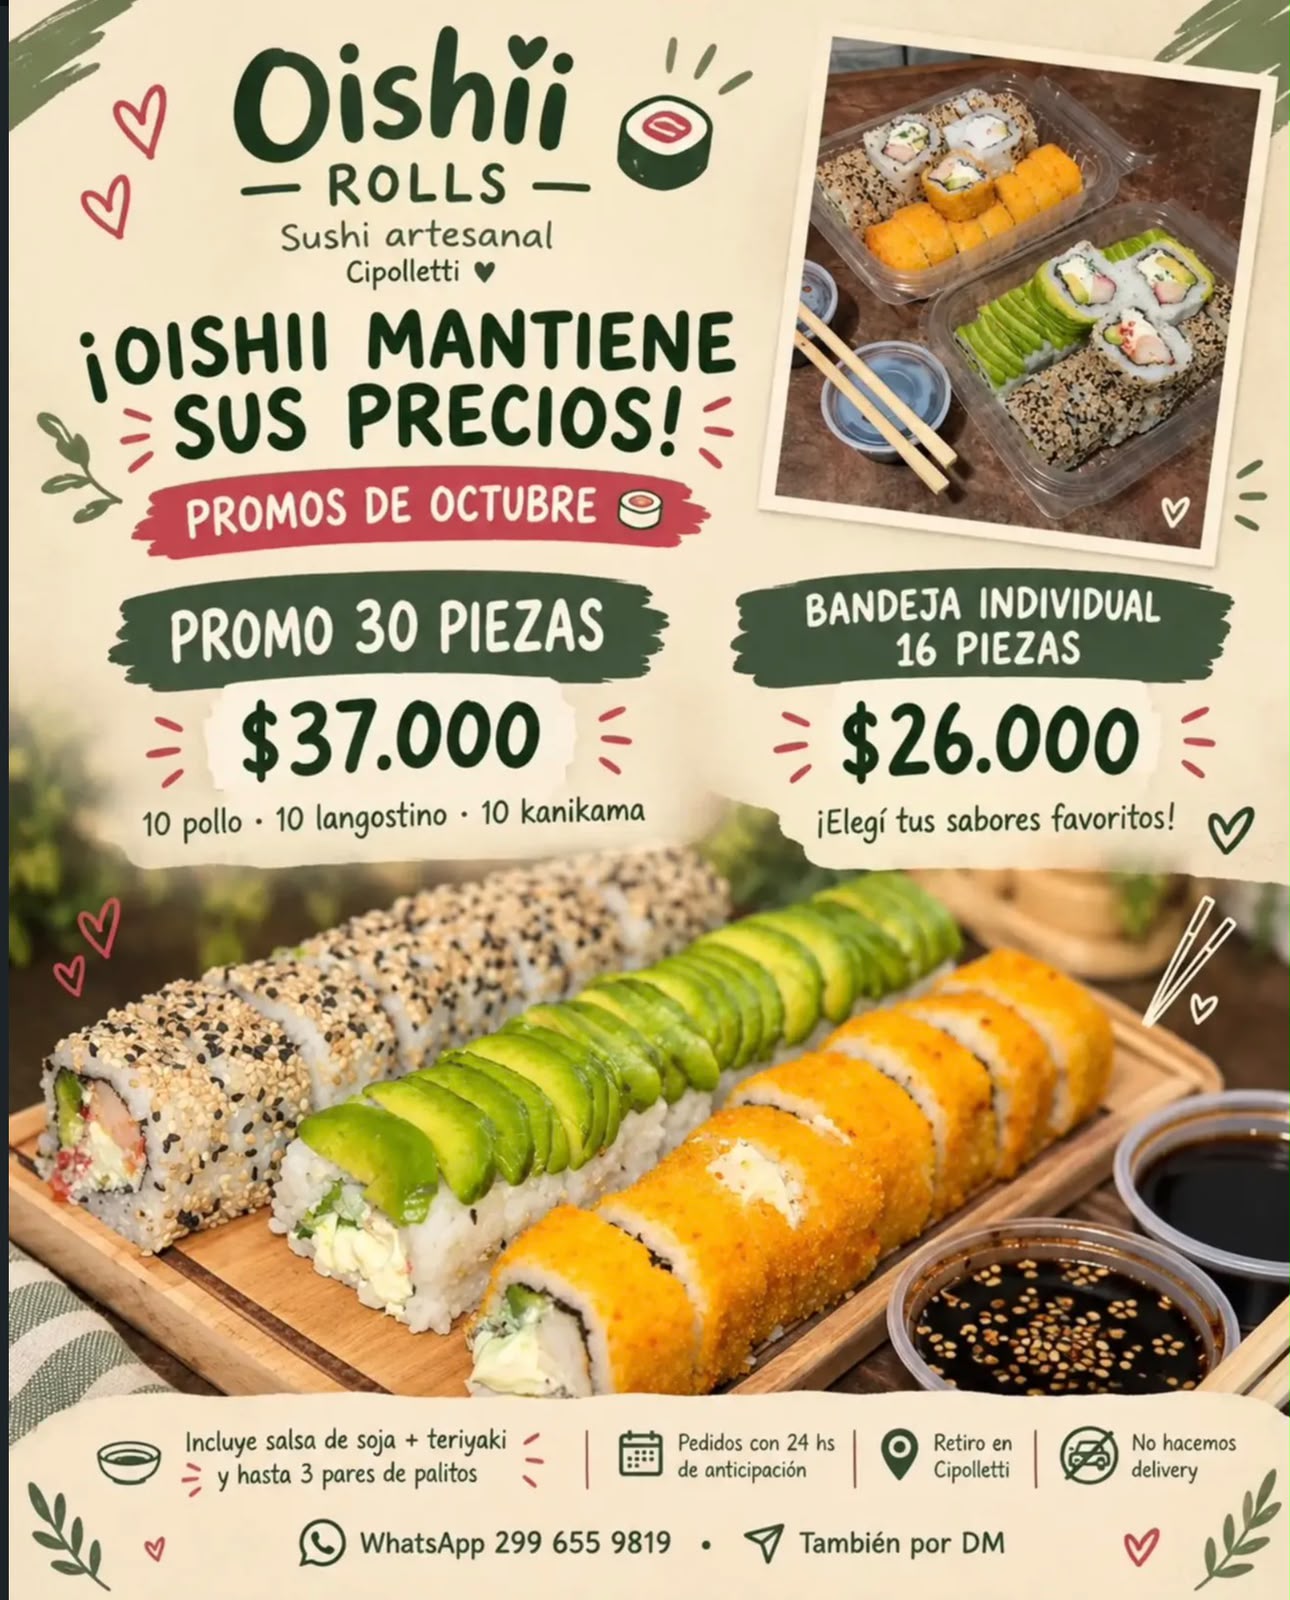 Oishii
ROLLS
Sushi artesanal
Cipolletti
¡OISHII MANTIENE
SUS PRECIOS!
PROMOS DE OCTUBRE
PROMO 30 PIEZAS
$37.000
10 pollo · 10 langostino · 10 kanikama
BANDEJA INDIVIDUAL
16 PIEZAS
$26.000
¡Elegí tus sabores favoritos!
Incluye salsa de soja + teriyaki
y hasta 3 pares de palitos
Pedidos con 24 hs
de anticipación
Retiro en
Cipolletti
No hacemos
delivery
WhatsApp 299 655 9819 • También por DM